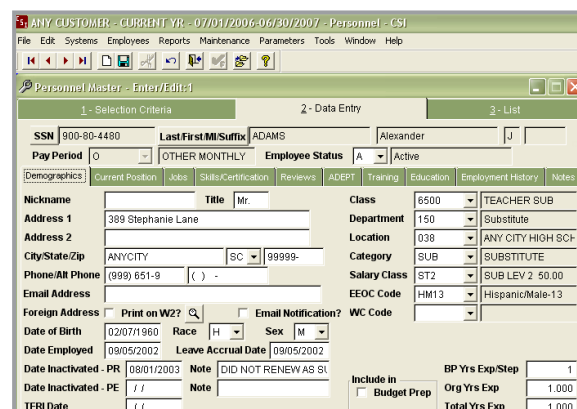 ANY CUSTOMER - CURRENT YR - 07/01/2006-06/30/2007 - Personnel - CSI
File Edit Systems Employees Reports Maintenance Parameters Tools Window Help
Personnel Master - Enter/Edit:1
1 - Selection Criteria 2 - Data Entry 3 - List
SSN 900-80-4480 Last/First/MI/Suffix ADAMS Alexander J
Pay Period O OTHER MONTHLY Employee Status A Active
Demographics Current Position Jobs Skills/Certification Reviews ADEPT Training Education Employment History Notes
Nickname Title Mr. Class 6500 TEACHER SUB
Address 1 389 Stephanie Lane Department 150 Substitute
Address 2 Location 038 ANY CITY HIGH SCH
City/State/Zip ANYCITY SC 99999- Category SUB SUBSTITUTE
Phone/Alt Phone (999) 651-9 ( ) - Salary Class ST2 SUB LEV 2 50.00
Email Address EEOC Code HM13 Hispanic/Male-13
Foreign Address Print on W2? Email Notification? WC Code
Date of Birth 02/07/1960 Race H Sex M
Date Employed 09/05/2002 Leave Accrual Date 09/05/2002
Date Inactivated - PR 08/01/2003 Note DID NOT RENEW AS SU Include in BP Yrs Exp/Step 1
Date Inactivated - PE / / Note Budget Prep Org Yrs Exp 1.000
TERI Date / / Total Yrs Exp 1.000